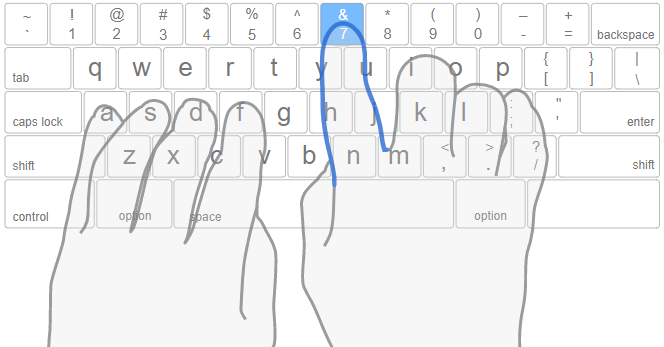 ~ ! @ # $ % ^ & * ( ) – +
` 1 2 3 4 5 6 7 8 9 0 - = backspace
tab q w e r t y u i o p { } |
[ ] \
caps lock a s d f g h j k l : "
; ' enter
shift z x c v b n m < > ? shift
, . /
control option space option